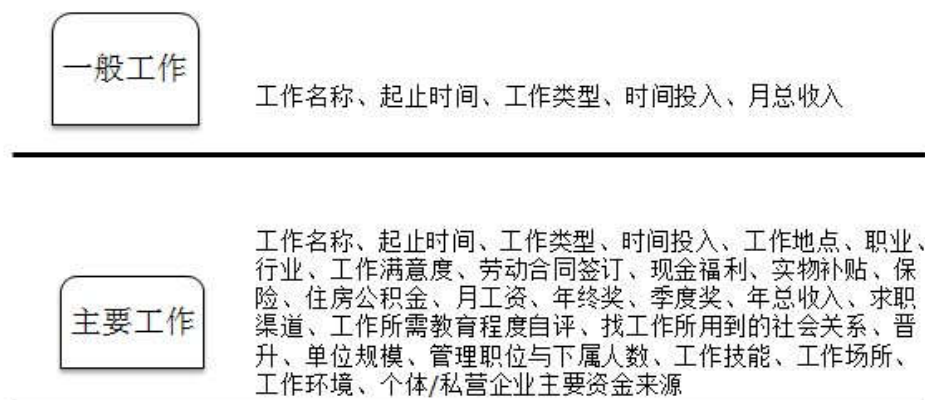 一般工作
工作名称、起止时间、工作类型、时间投入、月总收入
工作名称、起止时间、工作类型、时间投入、工作地点、职业、
行业、工作满意度、劳动合同签订、现金福利、实物补贴、保
险、住房公积金、月工资、年终奖、季度奖、年总收入、求职
渠道、工作所需教育程度自评、找工作所用到的社会关系、晋
升、单位规模、管理职位与下属人数、工作技能、工作场所、
工作环境、个体/私营企业主要资金来源
主要工作